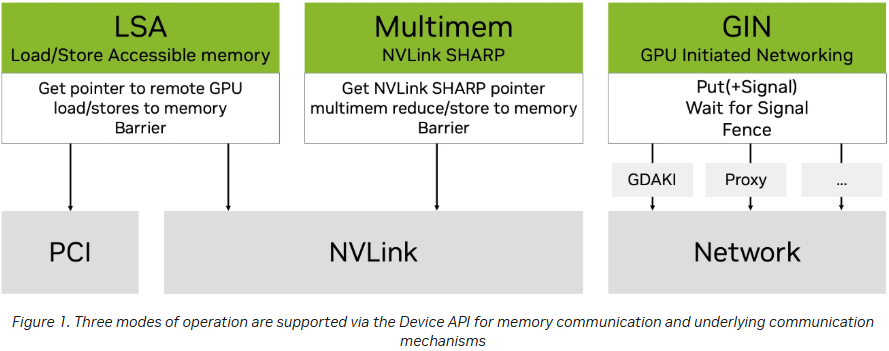 LSA
Load/Store Accessible memory
Get pointer to remote GPU
load/stores to memory
Barrier
Multimem
NVLink SHARP
Get NVLink SHARP pointer
multimem reduce/store to memory
Barrier
GIN
GPU Initiated Networking
Put(+Signal)
Wait for Signal
Fence
GDAKI
Proxy
...
PCI
NVLink
Network
Figure 1. Three modes of operation are supported via the Device API for memory communication and underlying communication
mechanisms